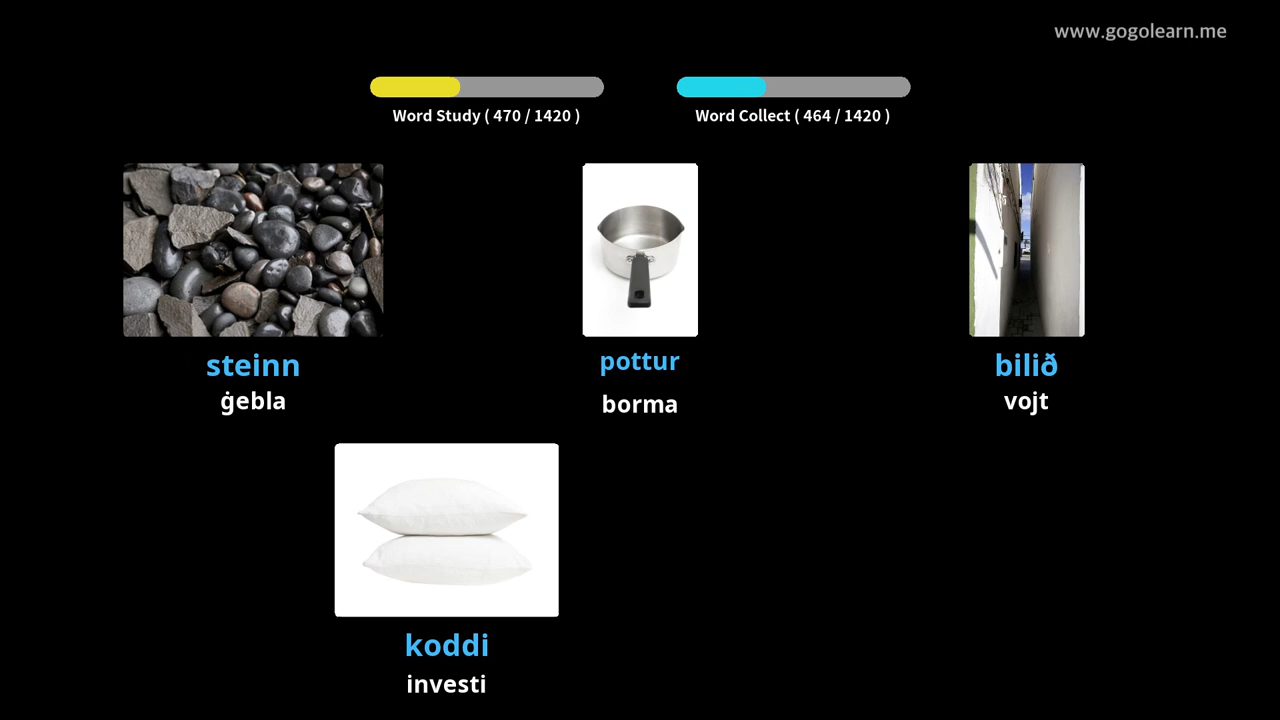 www.gogolearn.me
Word Study ( 470 / 1420 )
Word Collect ( 464 / 1420 )
steinn
ġebla
pottur
borma
bilið
vojt
koddi
investi